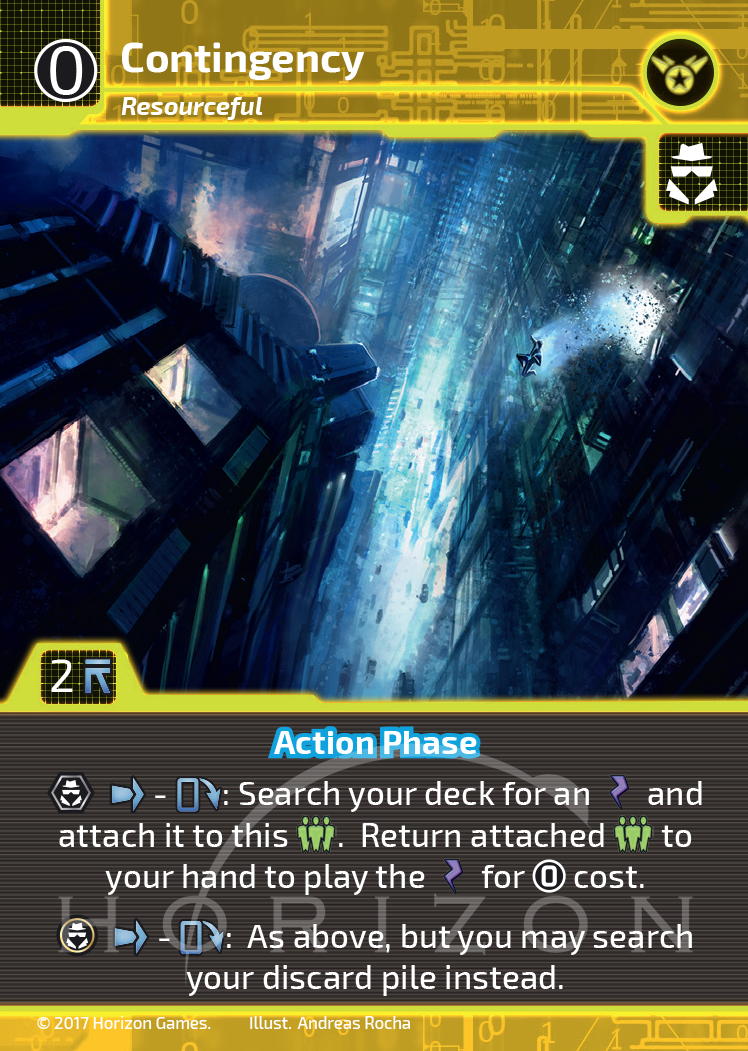 0
Contingency
Resourceful
2 R
Action Phase
- : Search your deck for an and
attach it to this . Return attached to
your hand to play the for 0 cost.
- : As above, but you may search
your discard pile instead.
HORIZON
© 2017 Horizon Games. Illust. Andreas Rocha